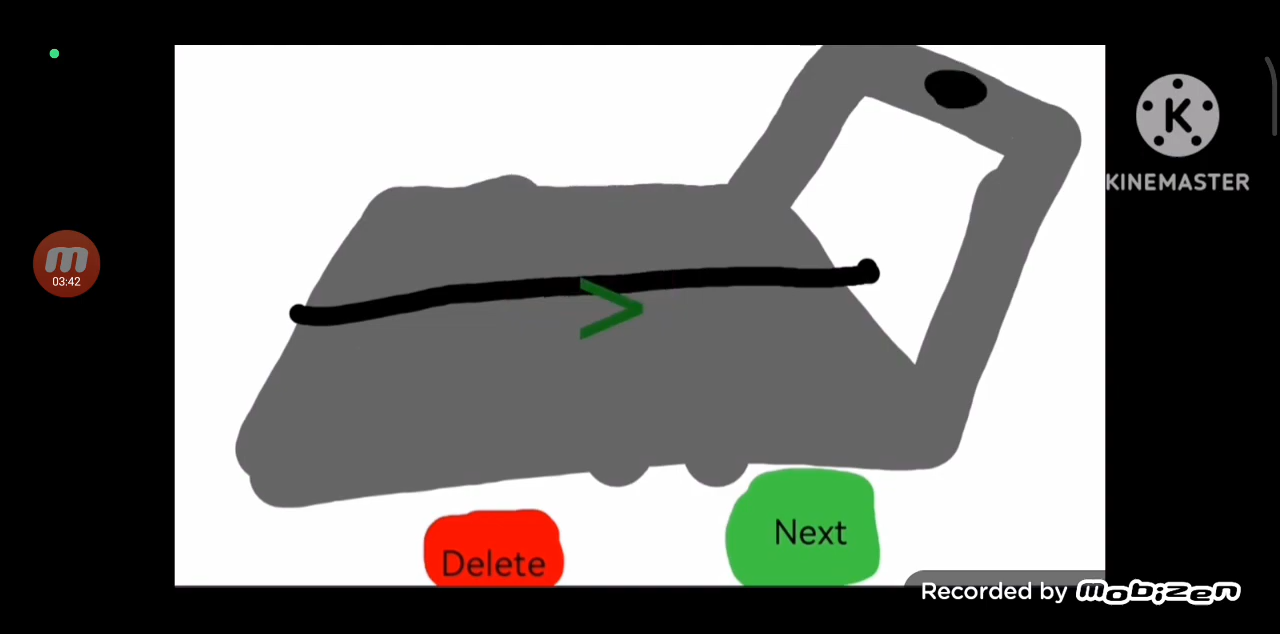 K
KINEMASTER
m
03:42
>
Delete
Next
Recorded by Mobizen